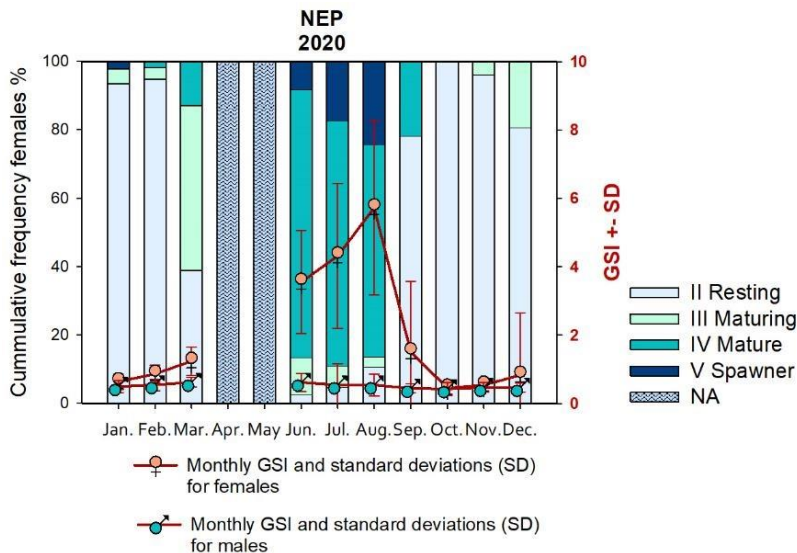 NEP
2020
Cummulative frequency females %
100
80
60
40
20
0
10
8
6
4
2
0
GSI +- SD
Jan. Feb. Mar. Apr. May Jun. Jul. Aug. Sep. Oct. Nov. Dec.
II Resting
III Maturing
IV Mature
V Spawner
NA
Monthly GSI and standard deviations (SD)
for females
Monthly GSI and standard deviations (SD)
for males